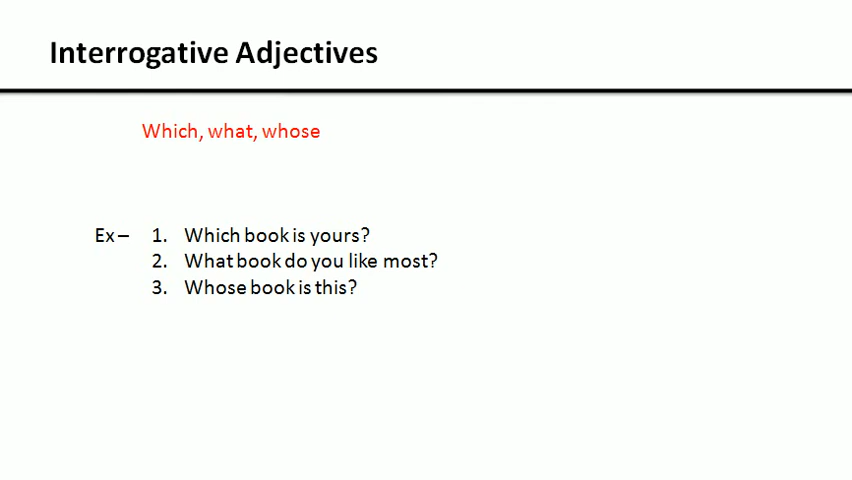 Interrogative Adjectives
Which, what, whose
Ex – 1. Which book is yours?
2. What book do you like most?
3. Whose book is this?